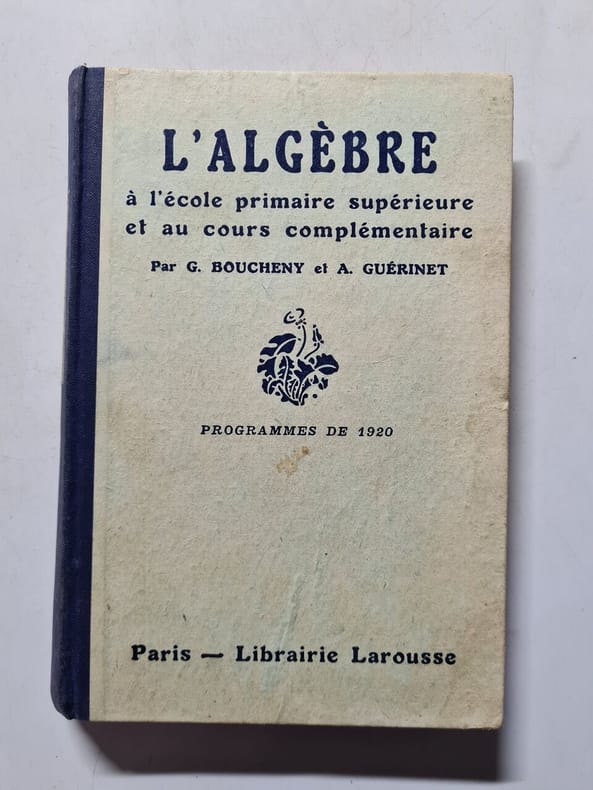 L'ALGÈBRE
à l'école primaire supérieure
et au cours complémentaire
Par G. BOUCHENY et A. GUÉRINET
PROGRAMMES DE 1920
Paris — Librairie Larousse